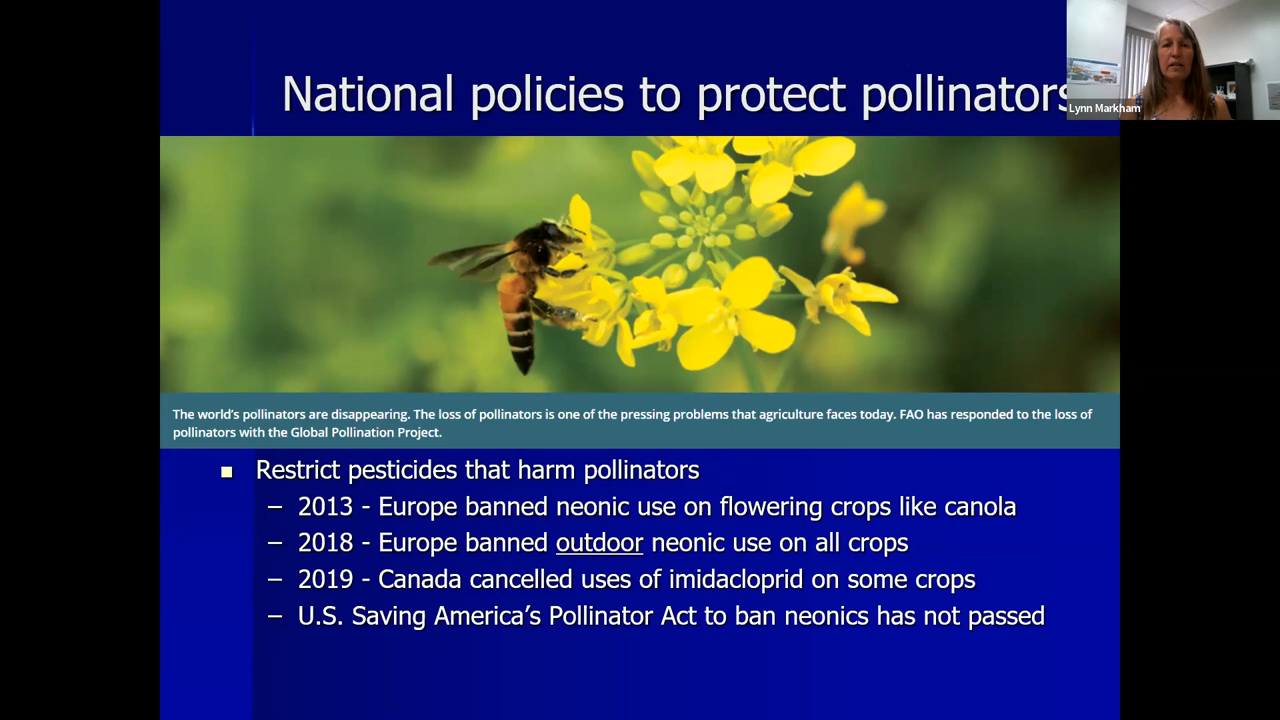 National policies to protect pollinators
Lynn Markham
The world's pollinators are disappearing. The loss of pollinators is one of the pressing problems that agriculture faces today. FAO has responded to the loss of
pollinators with the Global Pollination Project.
■ Restrict pesticides that harm pollinators
– 2013 - Europe banned neonic use on flowering crops like canola
– 2018 - Europe banned outdoor neonic use on all crops
– 2019 - Canada cancelled uses of imidacloprid on some crops
– U.S. Saving America's Pollinator Act to ban neonics has not passed